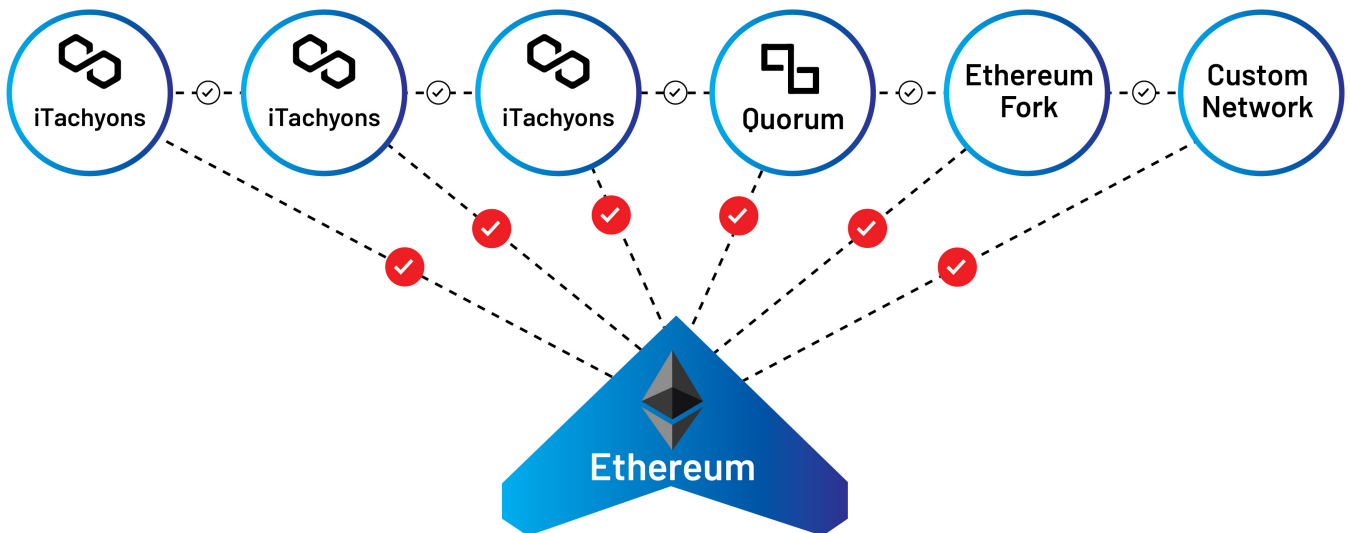 iTachyons
iTachyons
iTachyons
Quorum
Ethereum
Fork
Custom
Network
Ethereum